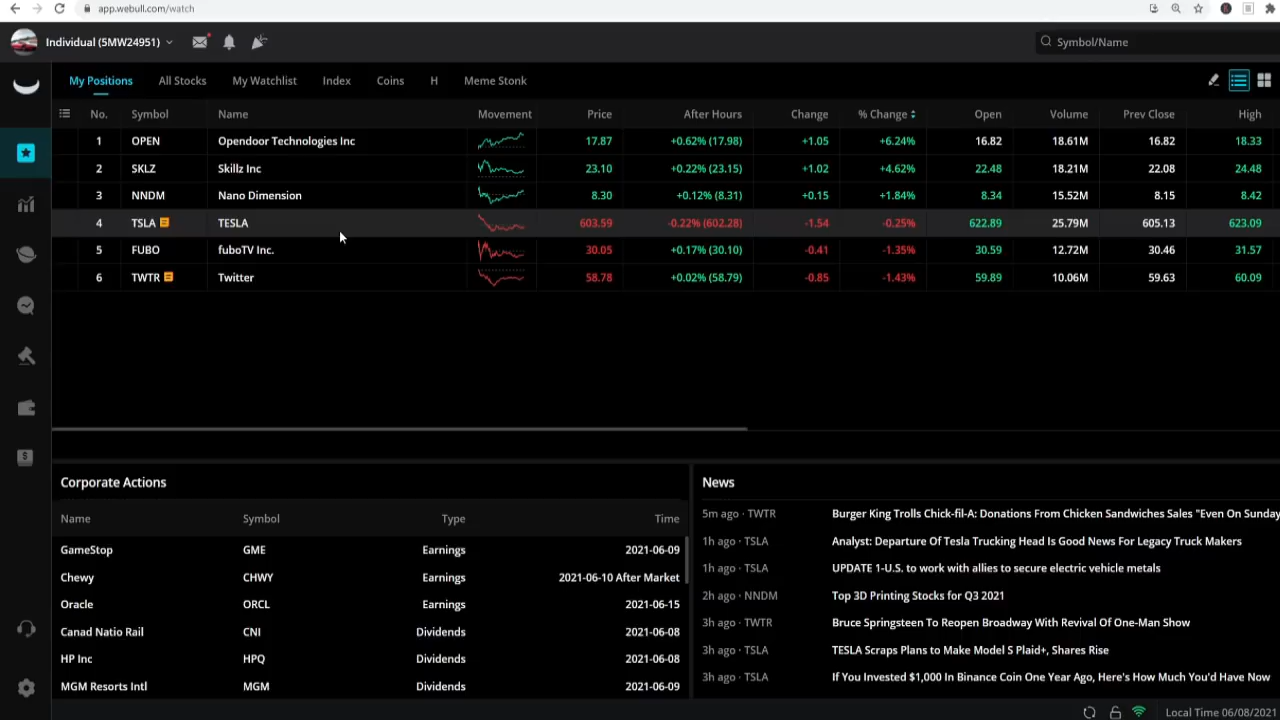 app.webull.com/watch
Individual (5MW24951)
Symbol/Name
My Positions All Stocks My Watchlist Index Coins H Meme Stonk
No. Symbol Name Movement Price After Hours Change % Change Open Volume Prev Close High
1 OPEN Opendoor Technologies Inc 17.87 +0.62% (17.98) +1.05 +6.24% 16.82 18.61M 16.82 18.33
2 SKLZ Skillz Inc 23.10 +0.22% (23.15) +1.02 +4.62% 22.48 18.21M 22.08 24.48
3 NNDM Nano Dimension 8.30 +0.12% (8.31) +0.15 +1.84% 8.34 15.52M 8.15 8.42
4 TSLA TESLA 603.59 -0.22% (602.28) -1.54 -0.25% 622.89 25.79M 605.13 623.09
5 FUBO fuboTV Inc. 30.05 +0.17% (30.10) -0.41 -1.35% 30.59 12.72M 30.46 31.57
6 TWTR Twitter 58.78 +0.02% (58.79) -0.85 -1.43% 59.89 10.06M 59.63 60.09
Corporate Actions
Name Symbol Type Time
GameStop GME Earnings 2021-06-09
Chewy CHWY Earnings 2021-06-10 After Market
Oracle ORCL Earnings 2021-06-15
Canad Natio Rail CNI Dividends 2021-06-08
HP Inc HPQ Dividends 2021-06-08
MGM Resorts Intl MGM Dividends 2021-06-09
News
5m ago · TWTR Burger King Trolls Chick-fil-A: Donations From Chicken Sandwiches Sales "Even On Sunday
1h ago · TSLA Analyst: Departure Of Tesla Trucking Head Is Good News For Legacy Truck Makers
1h ago · TSLA UPDATE 1-U.S. to work with allies to secure electric vehicle metals
2h ago · NNDM Top 3D Printing Stocks for Q3 2021
3h ago · TWTR Bruce Springsteen To Reopen Broadway With Revival Of One-Man Show
3h ago · TSLA TESLA Scraps Plans to Make Model S Plaid+, Shares Rise
3h ago · TSLA If You Invested $1,000 In Binance Coin One Year Ago, Here's How Much You'd Have Now
Local Time 06/08/2021